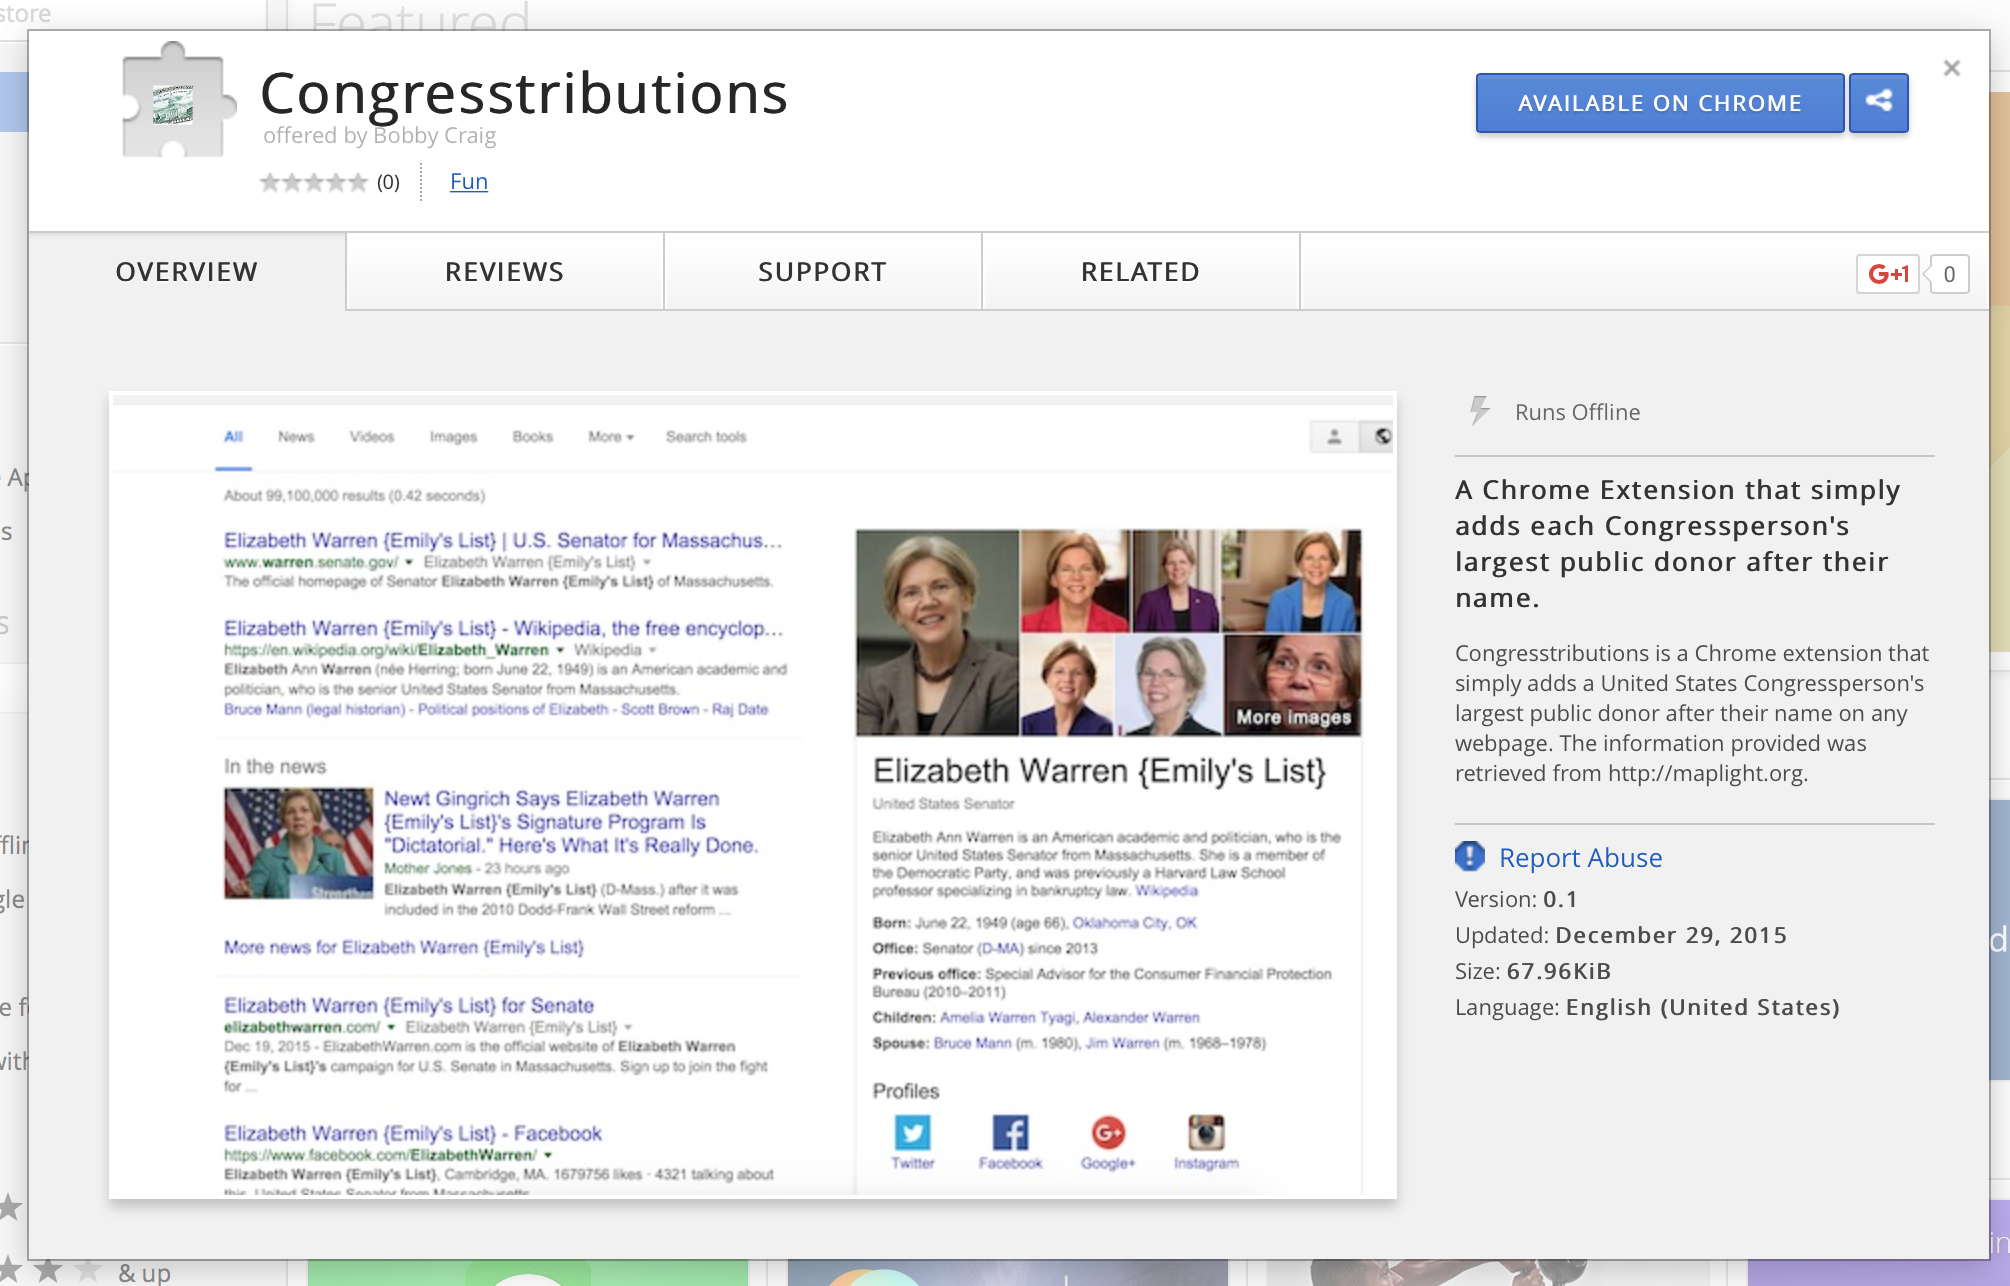 store
Featured
Congresstributions
offered by Bobby Craig
(0)
Fun
AVAILABLE ON CHROME
×
OVERVIEW
REVIEWS
SUPPORT
RELATED
G+1
0
All
News
Videos
Images
Books
More
Search tools
About 99,100,000 results (0.42 seconds)
Elizabeth Warren {Emily's List} | U.S. Senator for Massachus...
www.warren.senate.gov/ Elizabeth Warren {Emily's List}
The official homepage of Senator Elizabeth Warren {Emily's List} of Massachusetts.
Elizabeth Warren {Emily's List} - Wikipedia, the free encyclop...
https://en.wikipedia.org/wiki/Elizabeth_Warren Wikipedia
Elizabeth Ann Warren (née Herring; born June 22, 1949) is an American academic and
politician, who is the senior United States Senator from Massachusetts.
Bruce Mann (legal historian) - Political positions of Elizabeth - Scott Brown - Raj Date
In the news
Newt Gingrich Says Elizabeth Warren
{Emily's List}'s Signature Program Is
"Dictatorial." Here's What It's Really Done.
Mother Jones - 23 hours ago
Elizabeth Warren {Emily's List} (D-Mass.) after it was
included in the 2010 Dodd-Frank Wall Street reform ...
More news for Elizabeth Warren {Emily's List}
Elizabeth Warren {Emily's List} for Senate
elizabethwarren.com/ Elizabeth Warren {Emily's List}
Dec 19, 2015 - ElizabethWarren.com is the official website of Elizabeth Warren
{Emily's List}'s campaign for U.S. Senate in Massachusetts. Sign up to join the fight
for ...
Elizabeth Warren {Emily's List} - Facebook
https://www.facebook.com/ElizabethWarren/
Elizabeth Warren {Emily's List}, Cambridge, MA. 1679756 likes · 4321 talking about
this. United States Senator from Massachusetts
More images
Elizabeth Warren {Emily's List}
United States Senator
Elizabeth Ann Warren is an American academic and politician, who is the
senior United States Senator from Massachusetts. She is a member of
the Democratic Party, and was previously a Harvard Law School
professor specializing in bankruptcy law. Wikipedia
Born: June 22, 1949 (age 66), Oklahoma City, OK
Office: Senator (D-MA) since 2013
Previous office: Special Advisor for the Consumer Financial Protection
Bureau (2010–2011)
Children: Amelia Warren Tyagi, Alexander Warren
Spouse: Bruce Mann (m. 1980), Jim Warren (m. 1968–1978)
Profiles
Twitter
Facebook
Google+
Instagram
Runs Offline
A Chrome Extension that simply
adds each Congressperson's
largest public donor after their
name.
Congresstributions is a Chrome extension that
simply adds a United States Congressperson's
largest public donor after their name on any
webpage. The information provided was
retrieved from http://maplight.org.
Report Abuse
Version: 0.1
Updated: December 29, 2015
Size: 67.96KiB
Language: English (United States)
& up